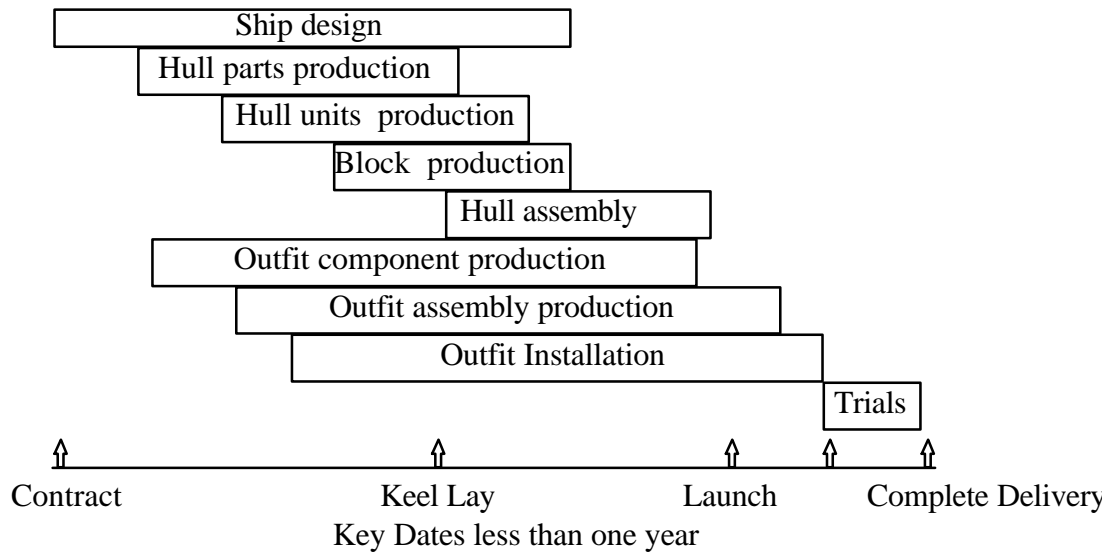 Ship design
Hull parts production
Hull units production
Block production
Hull assembly
Outfit component production
Outfit assembly production
Outfit Installation
Trials
Contract Keel Lay Launch Complete Delivery
Key Dates less than one year